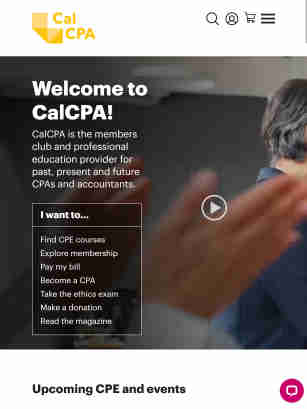 Cal
CPA
Welcome to
CalCPA!
CalCPA is the members
club and professional
education provider for
past, present and future
CPAs and accountants.
I want to...
Find CPE courses
Explore membership
Pay my bill
Become a CPA
Take the ethics exam
Make a donation
Read the magazine
Upcoming CPE and events